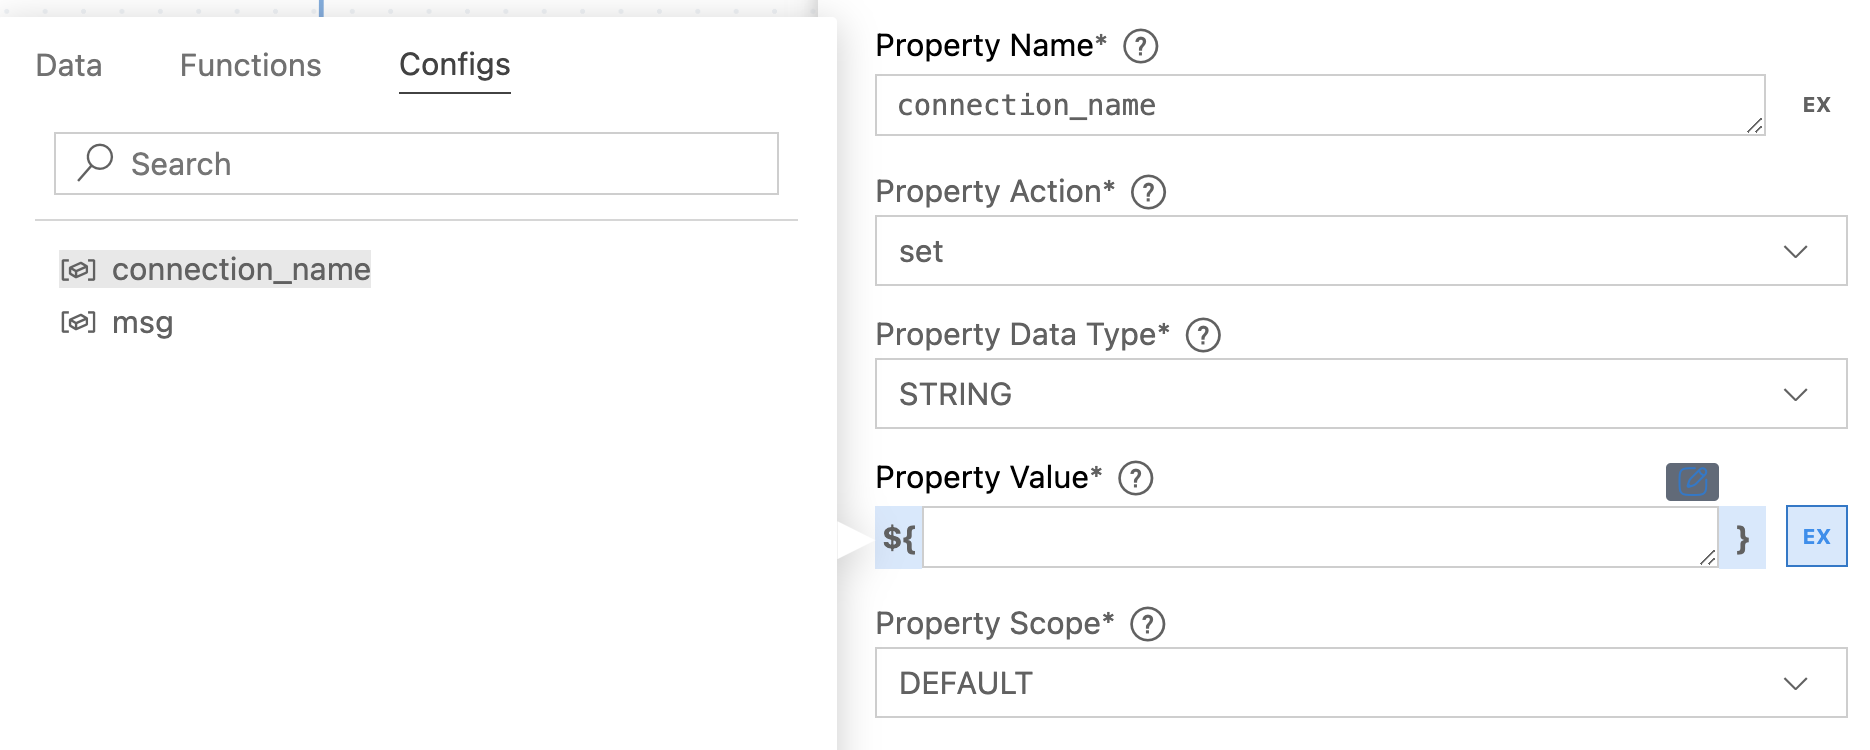 Data Functions Configs
Search
connection_name
msg
Property Name* ?
connection_name EX
Property Action* ?
set
Property Data Type* ?
STRING
Property Value* ?
${ } EX
Property Scope* ?
DEFAULT